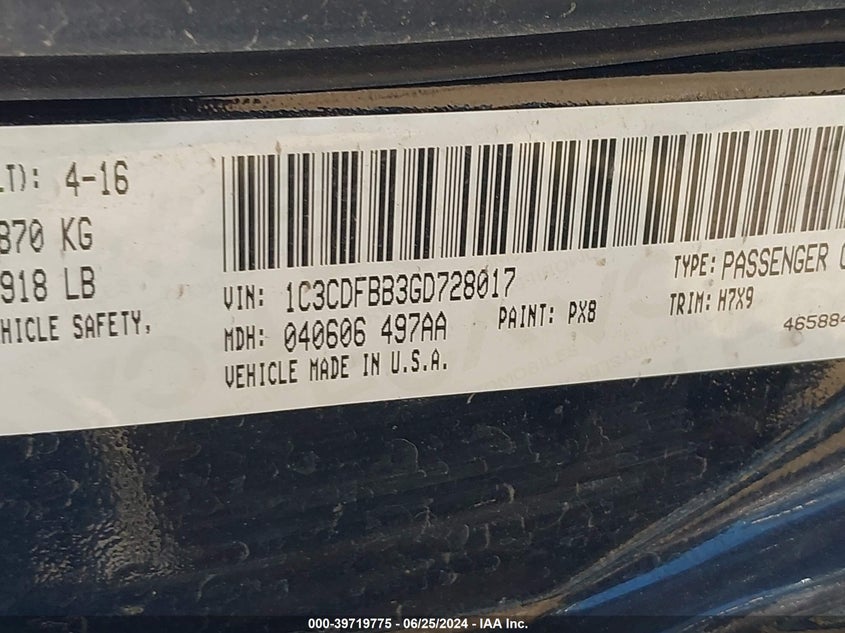 LT): 4-16
870 KG
918 LB
HICLE SAFETY,
VIN: 1C3CDFBB3GD728017
TYPE: PASSENGER
MDH: 040606 497AA
PAINT: PX8
TRIM: H7X9
VEHICLE MADE IN U.S.A.
465884
000-39719775 - 06/25/2024 - IAA Inc.